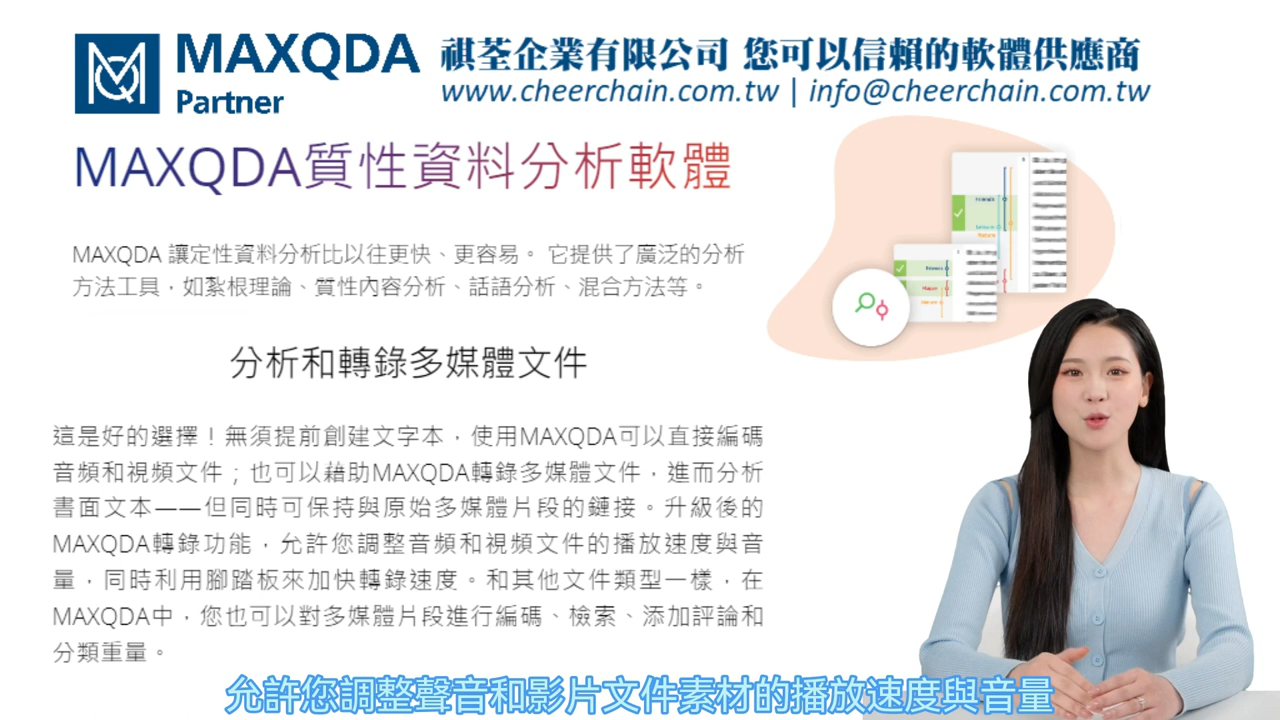 MAXQDA
Partner
祺荃企業有限公司 您可以信賴的軟體供應商
www.cheerchain.com.tw | info@cheerchain.com.tw
MAXQDA質性資料分析軟體
MAXQDA 讓定性資料分析比以往更快、更容易。 它提供了廣泛的分析
方法工具，如紮根理論、質性內容分析、話語分析、混合方法等。
分析和轉錄多媒體文件
這是好的選擇！無須提前創建文字本，使用MAXQDA可以直接編碼
音頻和視頻文件；也可以藉助MAXQDA轉錄多媒體文件，進而分析
書面文本——但同時可保持與原始多媒體片段的鏈接。升級後的
MAXQDA轉錄功能，允許您調整音頻和視頻文件的播放速度與音
量，同時利用腳踏板來加快轉錄速度。和其他文件類型一樣，在
MAXQDA中，您也可以對多媒體片段進行編碼、檢索、添加評論和
分類重量。
允許您調整聲音和影片文件素材的播放速度與音量